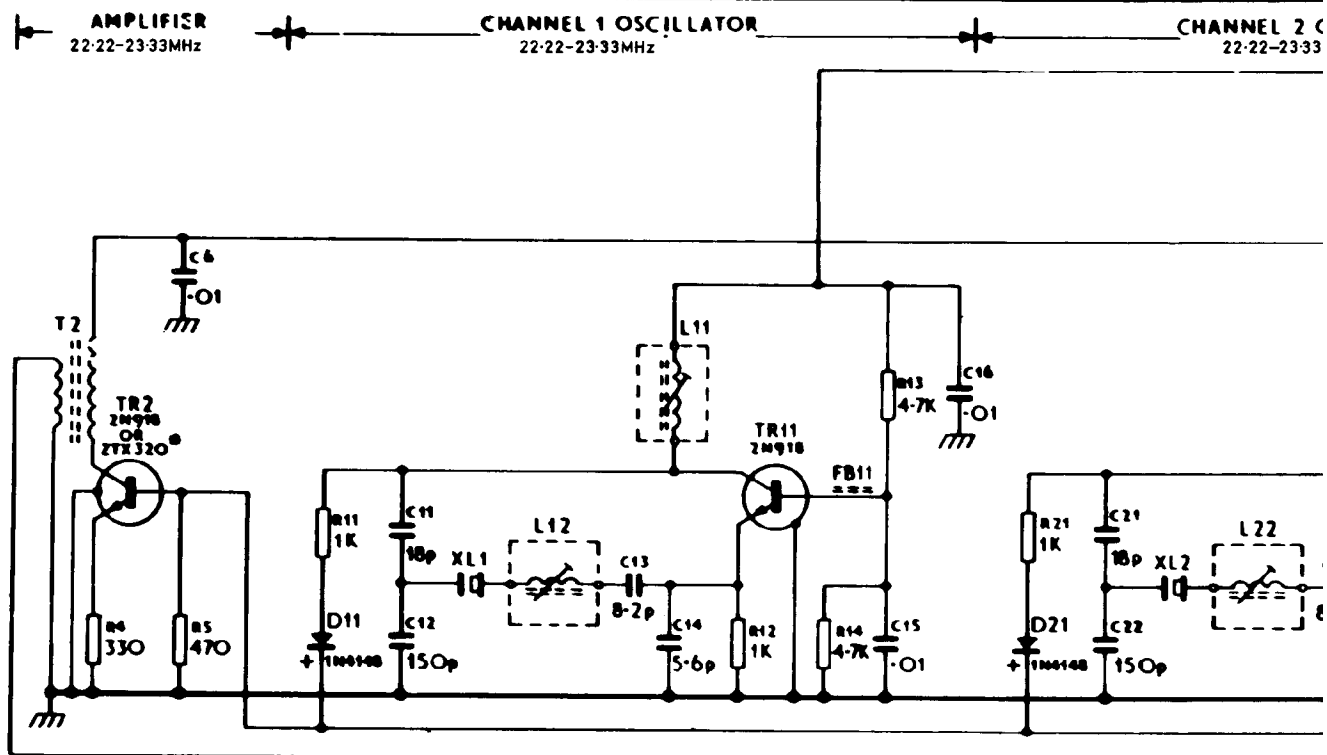 AMPLIFIER
22·22-23·33MHz
CHANNEL 1 OSCILLATOR
22·22-23·33MHz
CHANNEL 2
22·22-23·33
C6
·01
T2
L11
R13
4·7K
C16
·01
TR2
2N918
OR
ZTX320
TR11
2N918
FB11
R11
1K
C11
18p
XL1
L12
C13
8·2p
R21
1K
C21
18p
XL2
L22
R4
330
R5
470
D11
+ 1N4148
C12
150p
C14
5·6p
R12
1K
R14
4·7K
C15
·01
D21
+ 1N4148
C22
150p
8